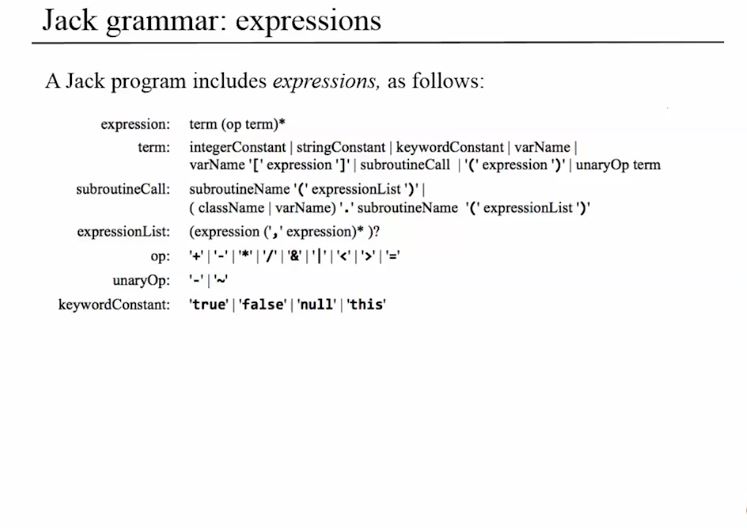 Jack grammar: expressions
A Jack program includes expressions, as follows:
expression: term (op term)*
term: integerConstant | stringConstant | keywordConstant | varName |
varName '[' expression ']' | subroutineCall | '(' expression ')' | unaryOp term
subroutineCall: subroutineName '(' expressionList ')' |
( className | varName) '.' subroutineName '(' expressionList ')'
expressionList: (expression (',' expression)* )?
op: '+' | '-' | '*' | '/' | '&' | '|' | '<' | '>' | '='
unaryOp: '-' | '~'
keywordConstant: 'true' | 'false' | 'null' | 'this'